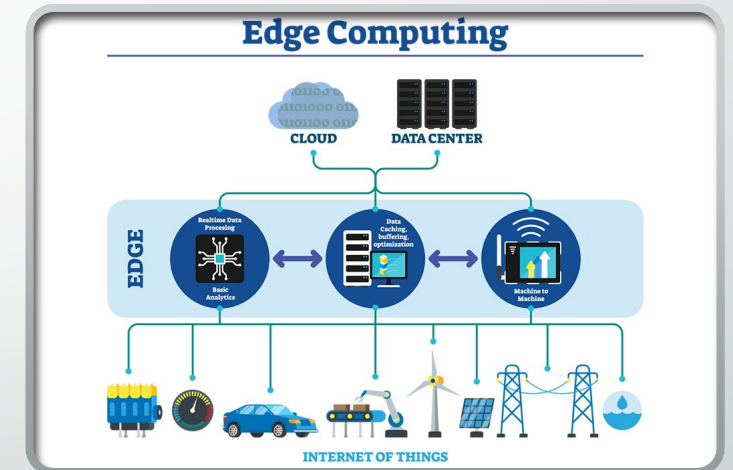 Edge Computing
CLOUD
DATA CENTER
EDGE
Realtime Data
Procesing
Basic
Analytics
Data
Caching,
buffering,
optimization
Machine to
Machine
INTERNET OF THINGS